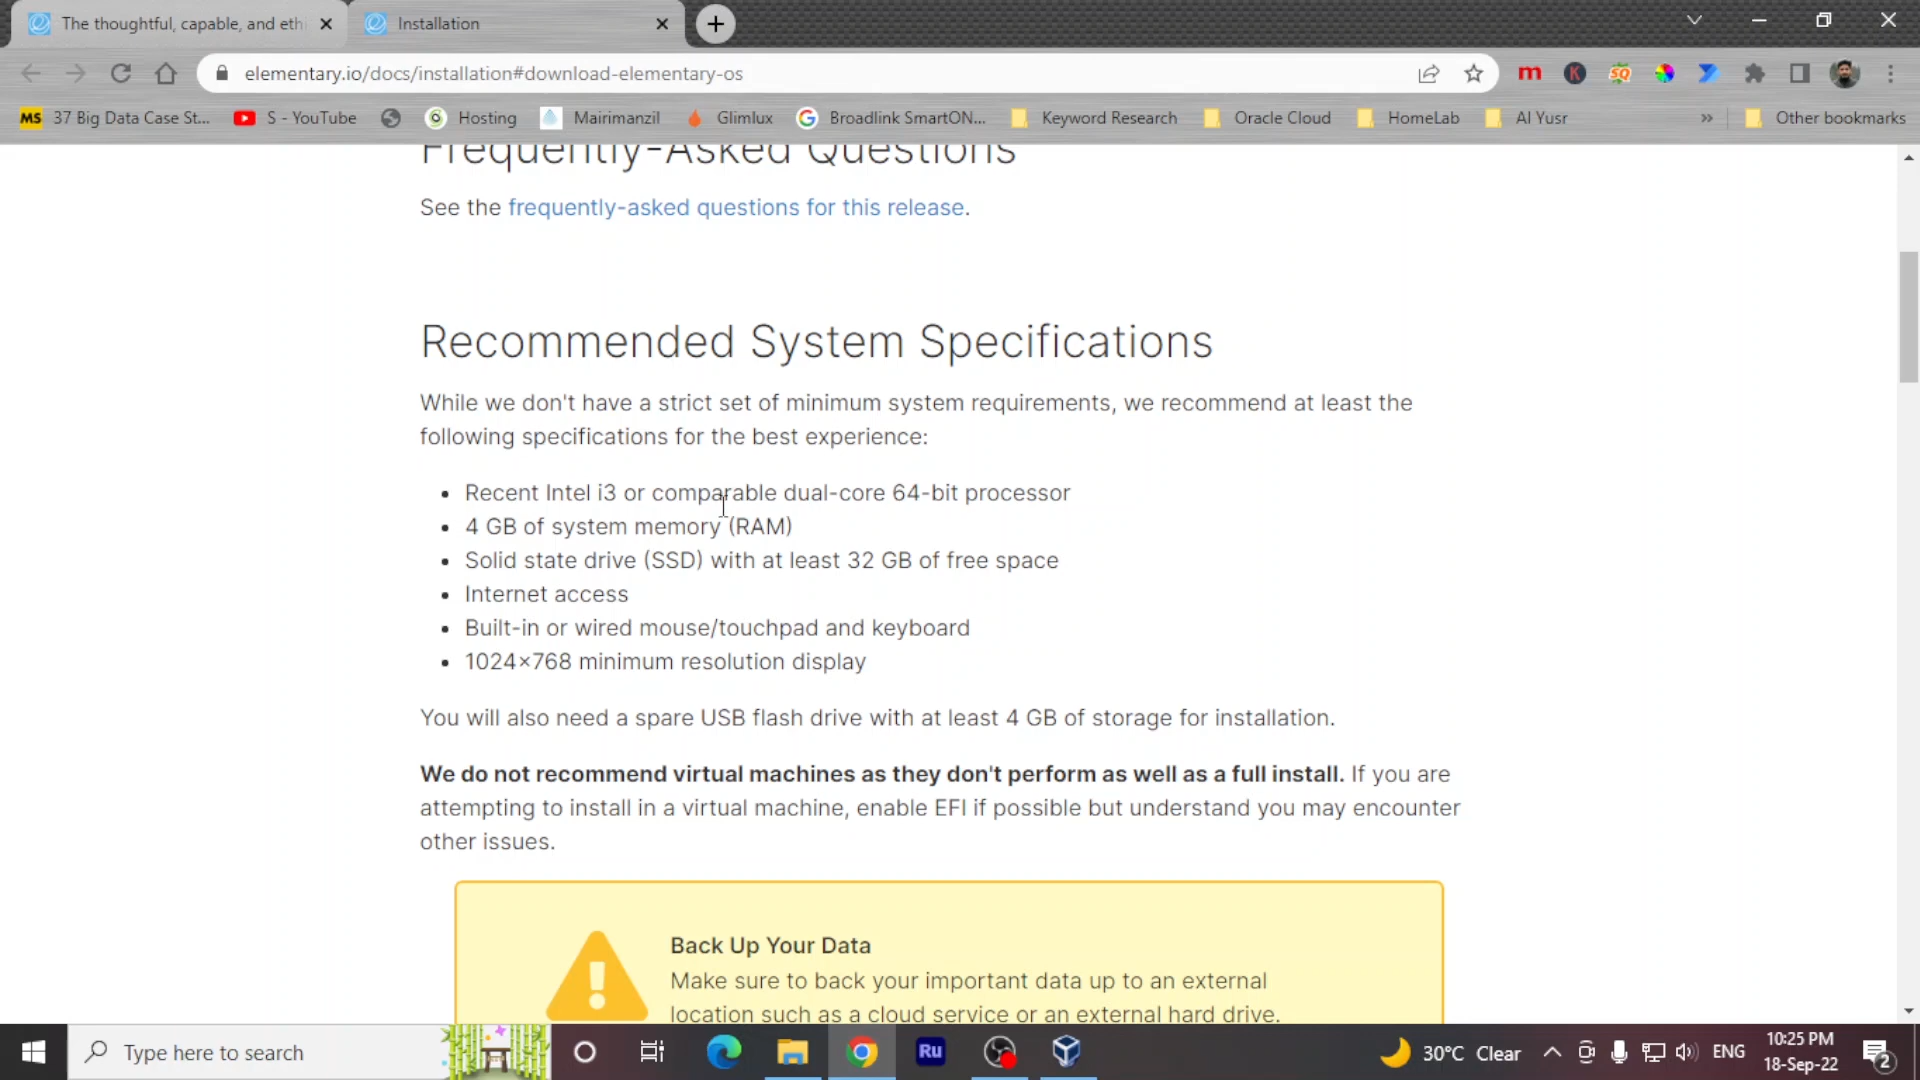 The thoughtful, capable, and eth
Installation
elementary.io/docs/installation#download-elementary-os
MS 37 Big Data Case St...
S - YouTube
Hosting
Mairimanzil
Glimlux
Broadlink SmartON...
Keyword Research
Oracle Cloud
HomeLab
Al Yusr
»
Other bookmarks
Frequently-Asked Questions
See the frequently-asked questions for this release.
Recommended System Specifications
While we don't have a strict set of minimum system requirements, we recommend at least the
following specifications for the best experience:
• Recent Intel i3 or comparable dual-core 64-bit processor
• 4 GB of system memory (RAM)
• Solid state drive (SSD) with at least 32 GB of free space
• Internet access
• Built-in or wired mouse/touchpad and keyboard
• 1024×768 minimum resolution display
You will also need a spare USB flash drive with at least 4 GB of storage for installation.
We do not recommend virtual machines as they don't perform as well as a full install. If you are
attempting to install in a virtual machine, enable EFI if possible but understand you may encounter
other issues.
Back Up Your Data
Make sure to back your important data up to an external
location such as a cloud service or an external hard drive.
Type here to search
Ru
30°C Clear
ENG
10:25 PM
18-Sep-22
2